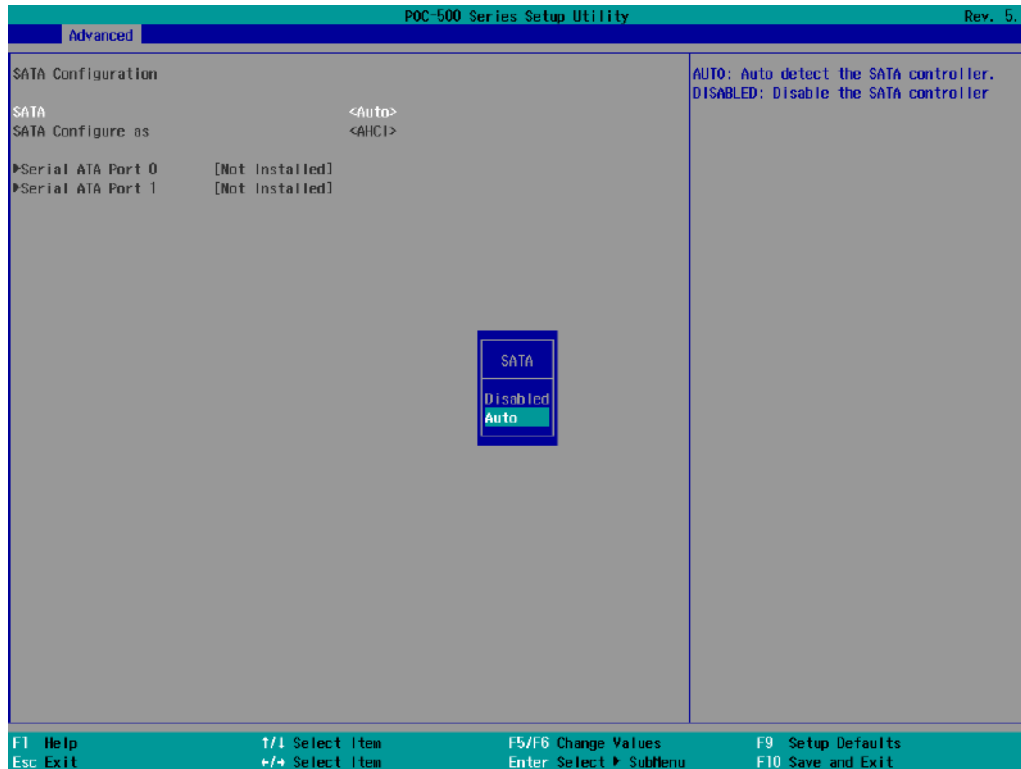 POC-500 Series Setup Utility Rev. 5.
Advanced
SATA Configuration
SATA <Auto>
SATA Configure as <AHCI>
▶Serial ATA Port 0 [Not Installed]
▶Serial ATA Port 1 [Not Installed]
AUTO: Auto detect the SATA controller.
DISABLED: Disable the SATA controller
SATA
Disabled
Auto
F1 Help ↑/↓ Select Item F5/F6 Change Values F9 Setup Defaults
Esc Exit ←/→ Select Item Enter Select ▶ SubMenu F10 Save and Exit